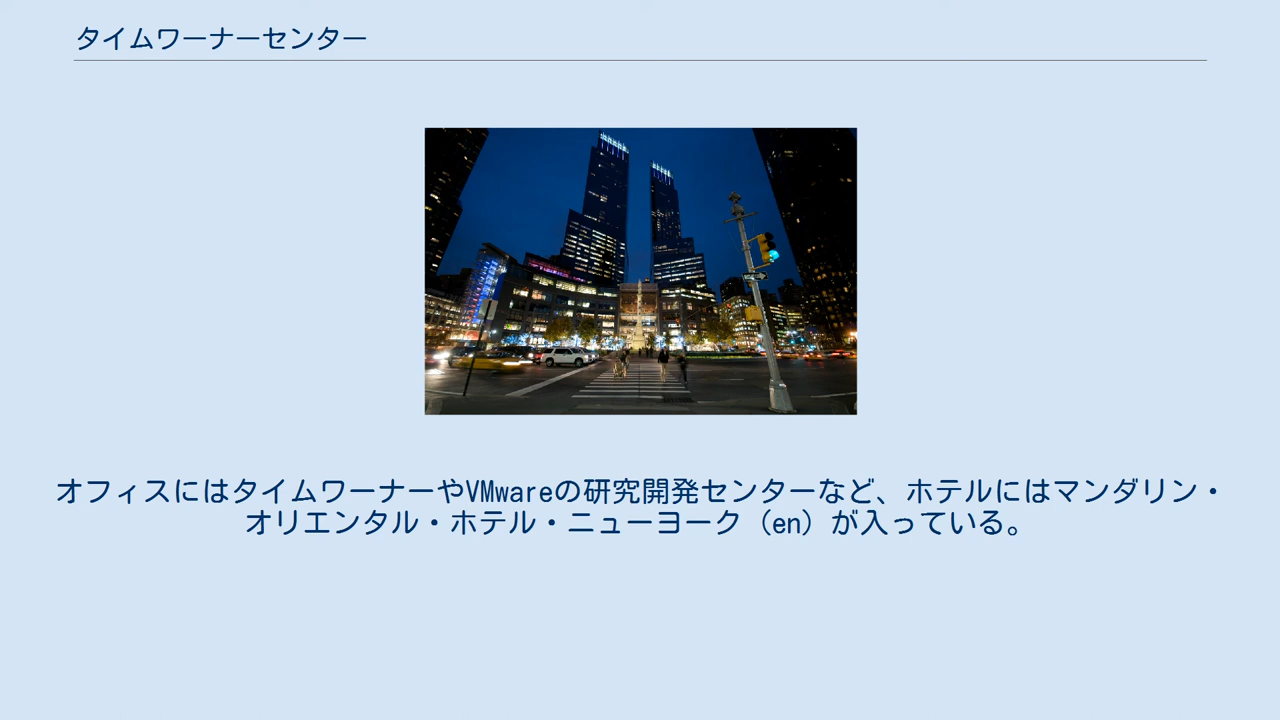 タイムワーナーセンター
オフィスにはタイムワーナーやVMwareの研究開発センターなど、ホテルにはマンダリン・
オリエンタル・ホテル・ニューヨーク（en）が入っている。